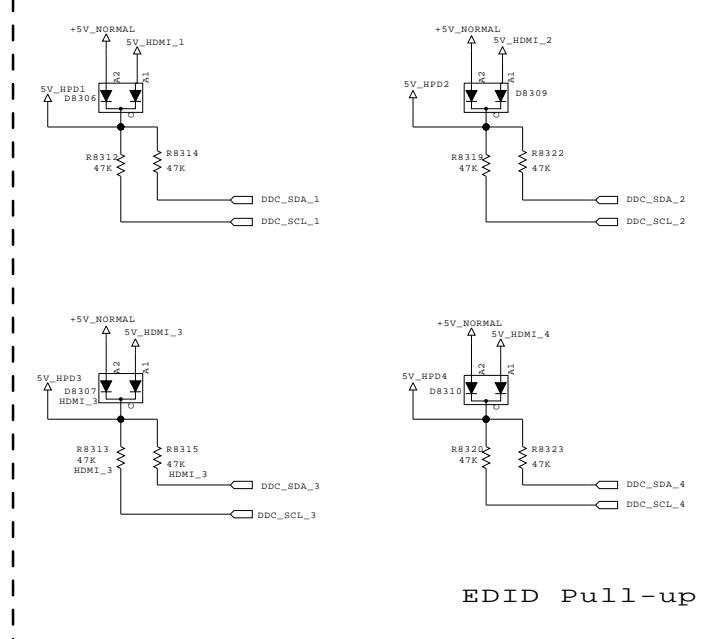 +5V_NORMAL
5V_HDMI_1
A2
A1
5V_HPD1
D8306
C
R8312
47K
R8314
47K
DDC_SDA_1
DDC_SCL_1
+5V_NORMAL
5V_HDMI_2
A2
A1
5V_HPD2
D8309
C
R8319
47K
R8322
47K
DDC_SDA_2
DDC_SCL_2
+5V_NORMAL
5V_HDMI_3
A2
A1
5V_HPD3
D8307
HDMI_3
C
R8313
47K
HDMI_3
R8315
47K
HDMI_3
DDC_SDA_3
DDC_SCL_3
+5V_NORMAL
5V_HDMI_4
A2
A1
5V_HPD4
D8310
C
R8320
47K
R8323
47K
DDC_SDA_4
DDC_SCL_4
EDID Pull-up